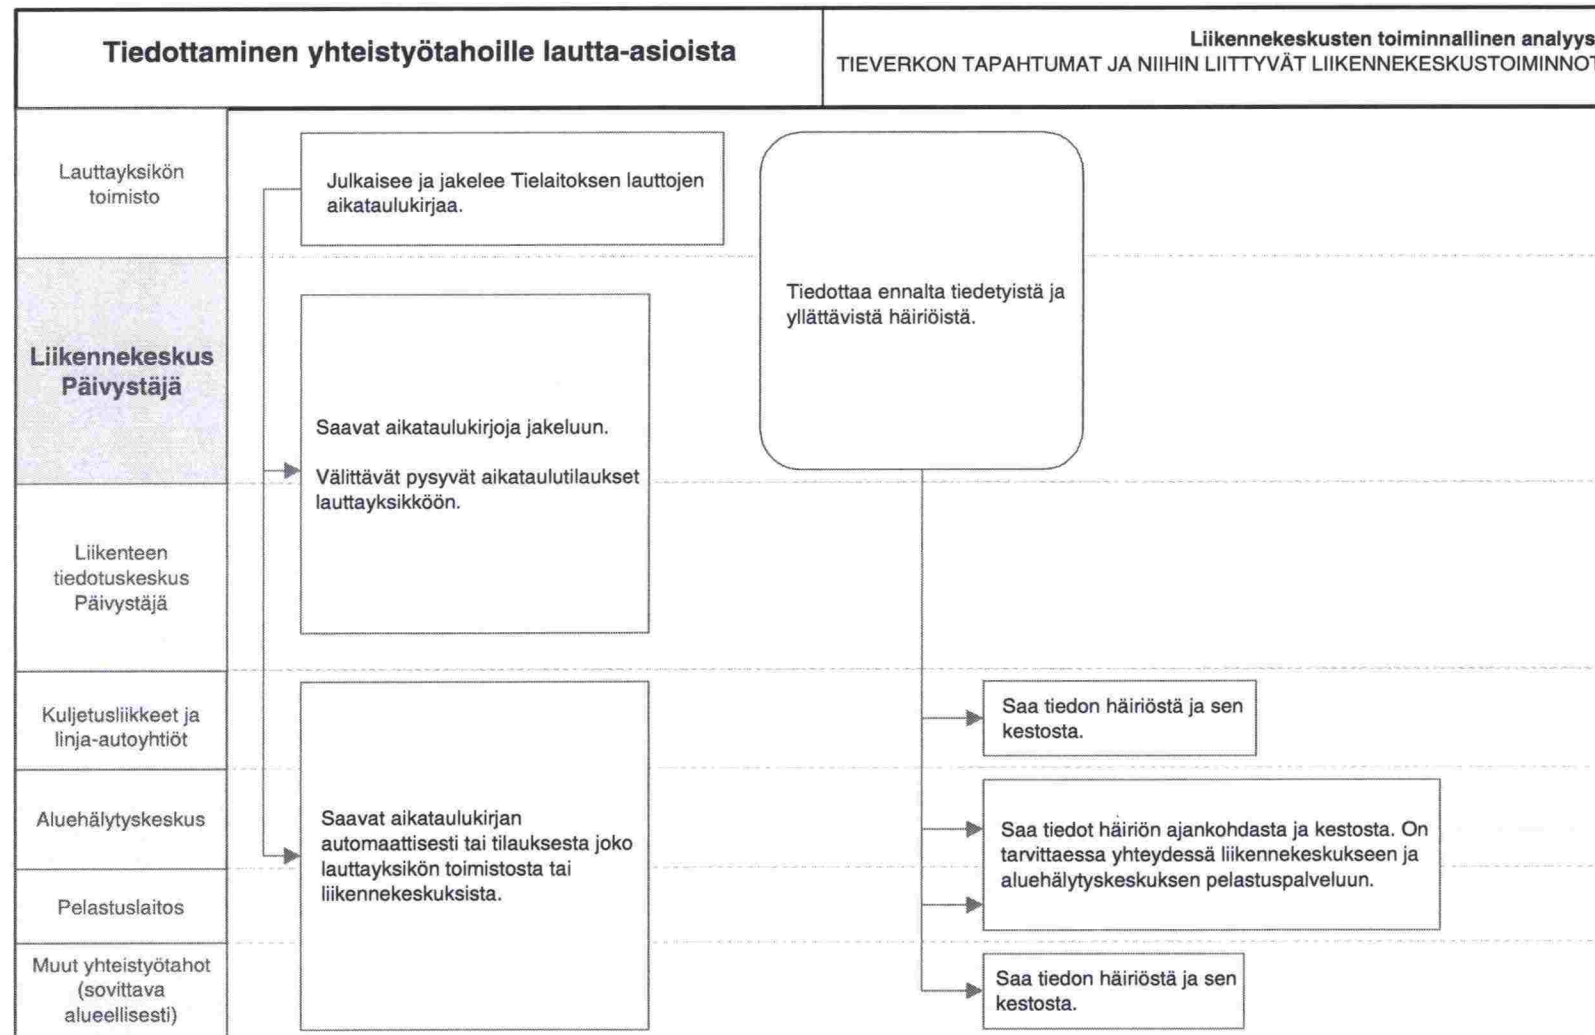 Tiedottaminen yhteistyötahoille lautta-asioista
Liikennekeskusten toiminnallinen analyys
TIEVERKON TAPAHTUMAT JA NIIHIN LIITTYVÄT LIIKENNEKESKUSTOIMINNOT
Lauttayksikön
toimisto
Julkaisee ja jakelee Tielaitoksen lauttojen
aikataulukirjaa.
Tiedottaa ennalta tiedetyistä ja
yllättävistä häiriöistä.
Liikennekeskus
Päivystäjä
Saavat aikataulukirjoja jakeluun.
Välittävät pysyvät aikataulutilaukset
lauttayksikköön.
Liikenteen
tiedotuskeskus
Päivystäjä
Kuljetusliikkeet ja
linja-autoyhtiöt
Saa tiedon häiriöstä ja sen
kestosta.
Aluehälytyskeskus
Saavat aikataulukirjan
automaattisesti tai tilauksesta joko
lauttayksikön toimistosta tai
liikennekeskuksista.
Saa tiedot häiriön ajankohdasta ja kestosta. On
tarvittaessa yhteydessä liikennekeskukseen ja
aluehälytyskeskuksen pelastuspalveluun.
Pelastuslaitos
Muut yhteistyötahot
(sovittava
alueellisesti)
Saa tiedon häiriöstä ja sen
kestosta.